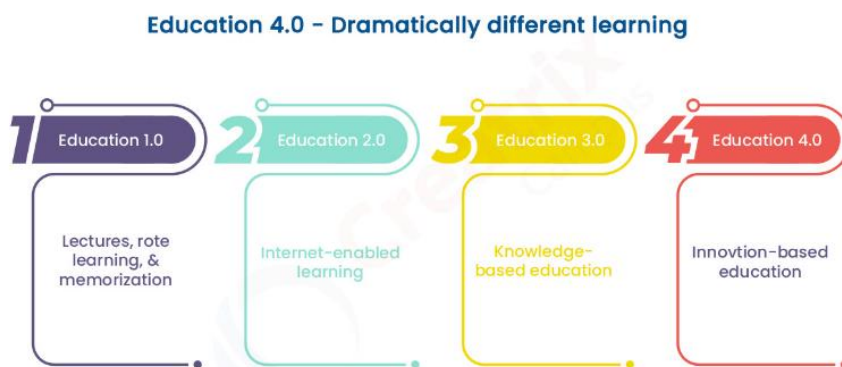 Education 4.0 - Dramatically different learning
1 Education 1.0
Lectures, rote
learning, &
memorization
2 Education 2.0
Internet-enabled
learning
3 Education 3.0
Knowledge-
based education
4 Education 4.0
Innovtion-based
education